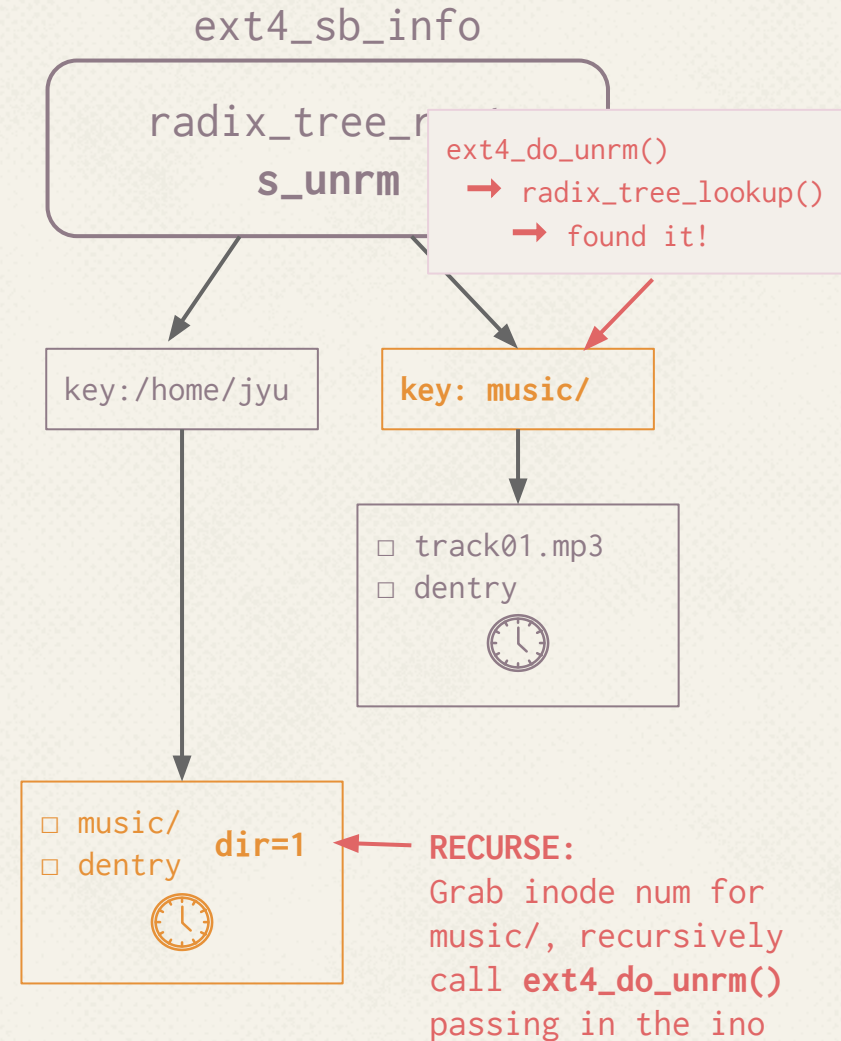 ext4_sb_info
radix_tree_r
s_unrm
ext4_do_unrm()
➞ radix_tree_lookup()
➞ found it!
key:/home/jyu
key: music/
□ track01.mp3
□ dentry
□ music/
□ dentry
dir=1
RECURSE:
Grab inode num for
music/, recursively
call ext4_do_unrm()
passing in the ino